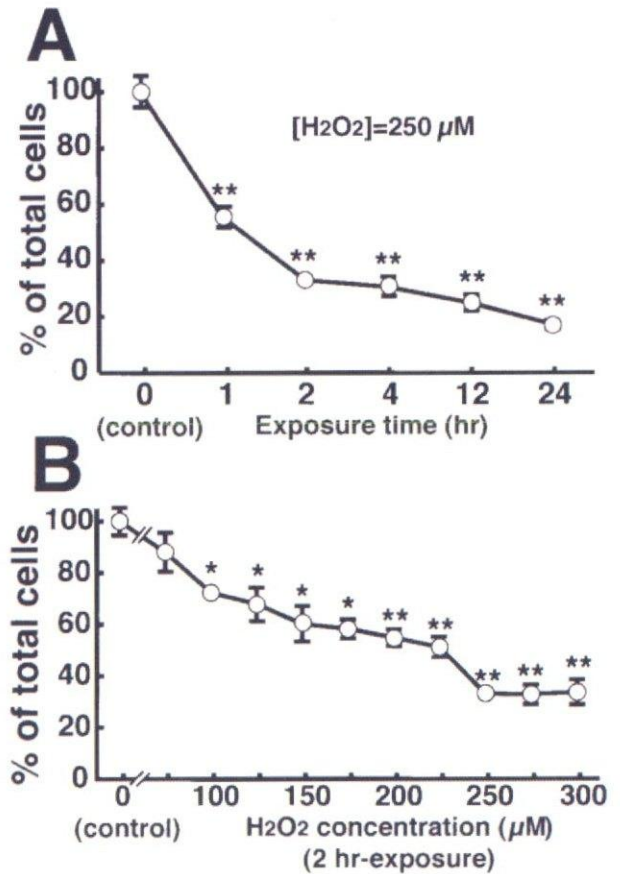 A
% of total cells
100
80
60
40
20
0
[H2O2]=250 μM
**
**
**
**
**
0 1 2 4 12 24
(control) Exposure time (hr)
B
% of total cells
100
80
60
40
20
0
*
*
*
*
**
**
**
**
**
0 100 150 200 250 300
(control) H2O2 concentration (μM)
(2 hr-exposure)